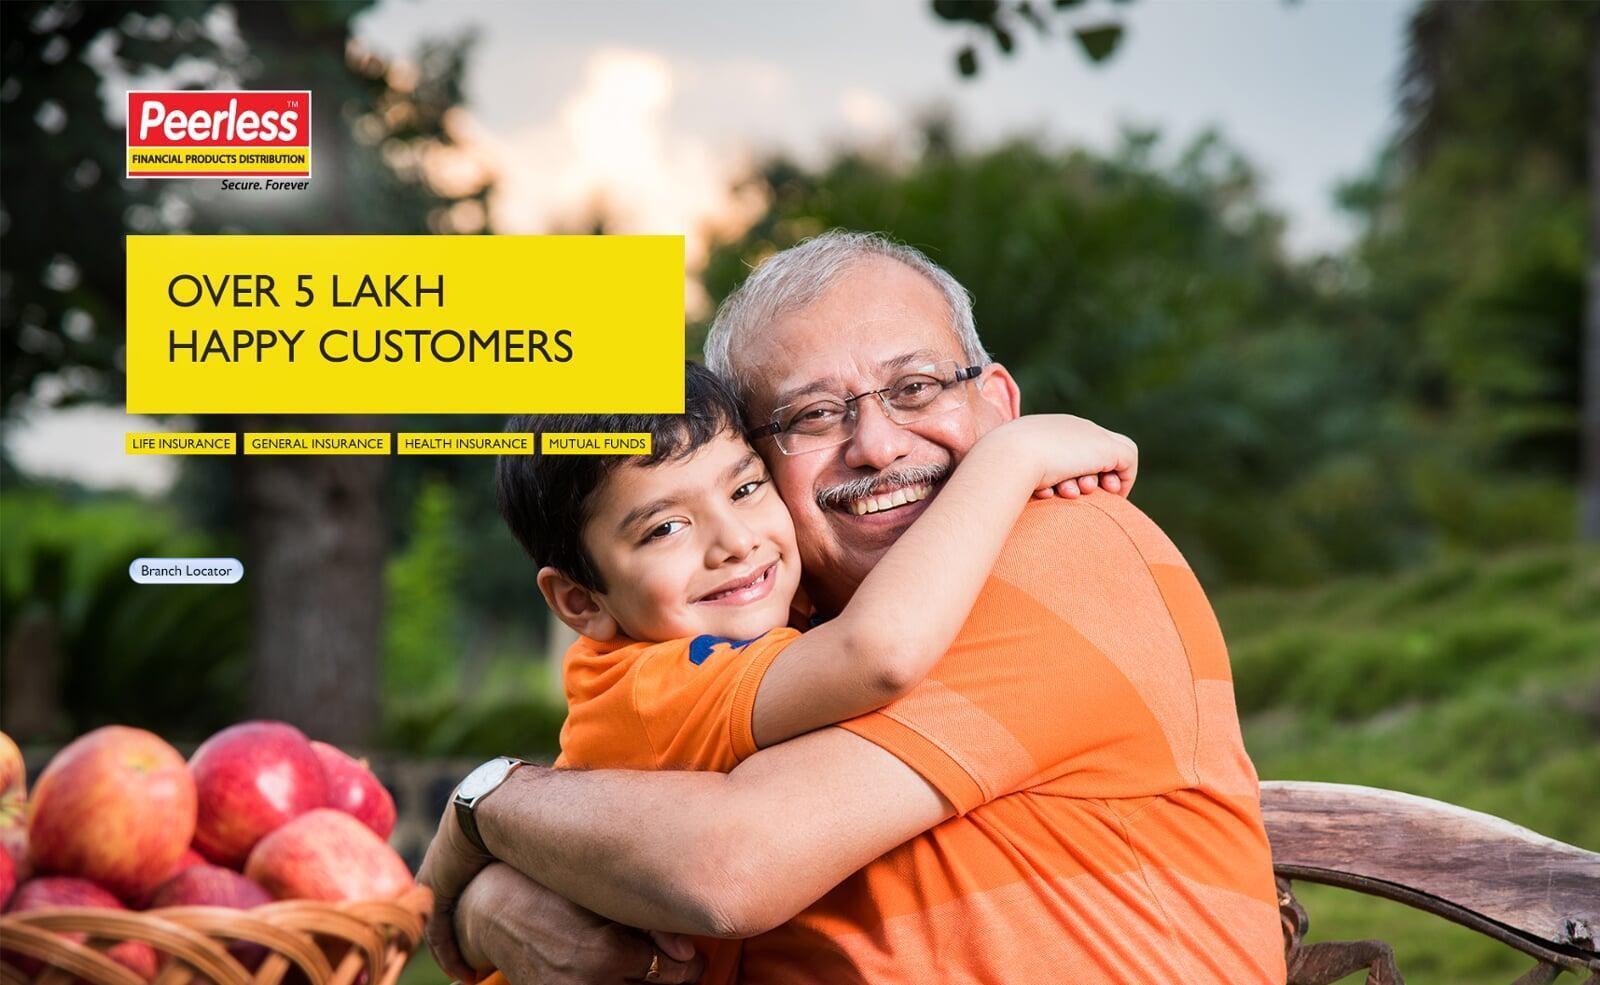 Peerless™
FINANCIAL PRODUCTS DISTRIBUTION
Secure. Forever
OVER 5 LAKH
HAPPY CUSTOMERS
LIFE INSURANCE GENERAL INSURANCE HEALTH INSURANCE MUTUAL FUNDS
Branch Locator